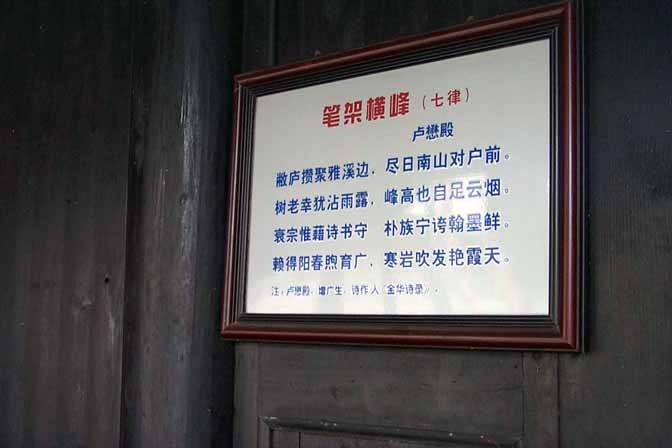 笔架横峰（七律）
卢懋殿
敝庐攒聚雅溪边，尽日南山对户前。
树老幸犹沾雨露，峰高也自足云烟。
衰宗惟藉诗书守 朴族宁诿翰墨鲜。
赖得阳春煦育广，寒岩吹发艳霞天。
注：卢懋殿，增广生，诗作入《金华诗录》。